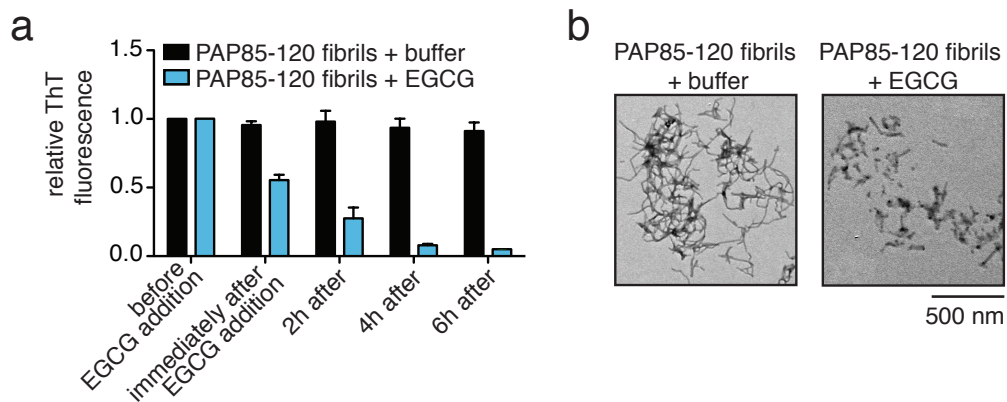 a
1.5
1.0
0.5
0.0
relative ThT
fluorescence
PAP85-120 fibrils + buffer
PAP85-120 fibrils + EGCG
before
EGCG addition
immediately after
EGCG addition
2h after
4h after
6h after
b
PAP85-120 fibrils
+ buffer
PAP85-120 fibrils
+ EGCG
500 nm